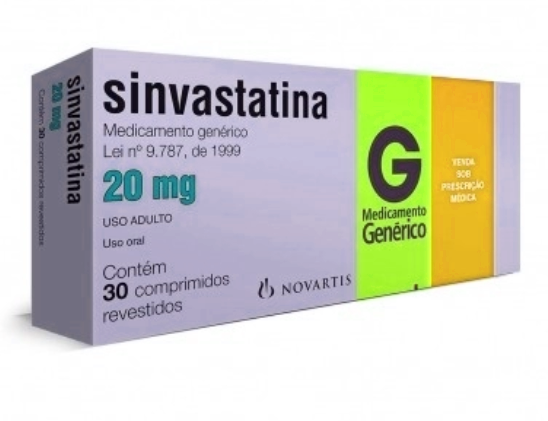 sinvastatina
20 mg
Contém 30 comprimidos revestidos
sinvastatina
Medicamento genérico
Lei nº 9.787, de 1999
20 mg
USO ADULTO
Uso oral
Contém
30 comprimidos
revestidos
NOVARTIS
G
Medicamento
Genérico
VENDA
SOB
PRESCRIÇÃO
MÉDICA